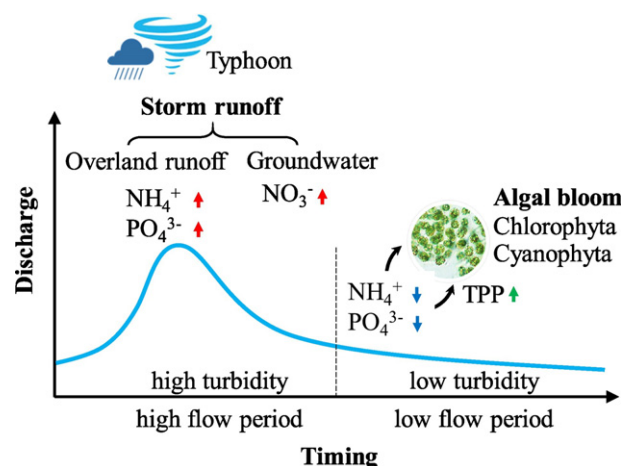 Typhoon
Storm runoff
Overland runoff
Groundwater
NH₄⁺
NO₃⁻
PO₄³⁻
Algal bloom
Chlorophyta
Cyanophyta
NH₄⁺
TPP
PO₄³⁻
Discharge
high turbidity
low turbidity
high flow period
low flow period
Timing